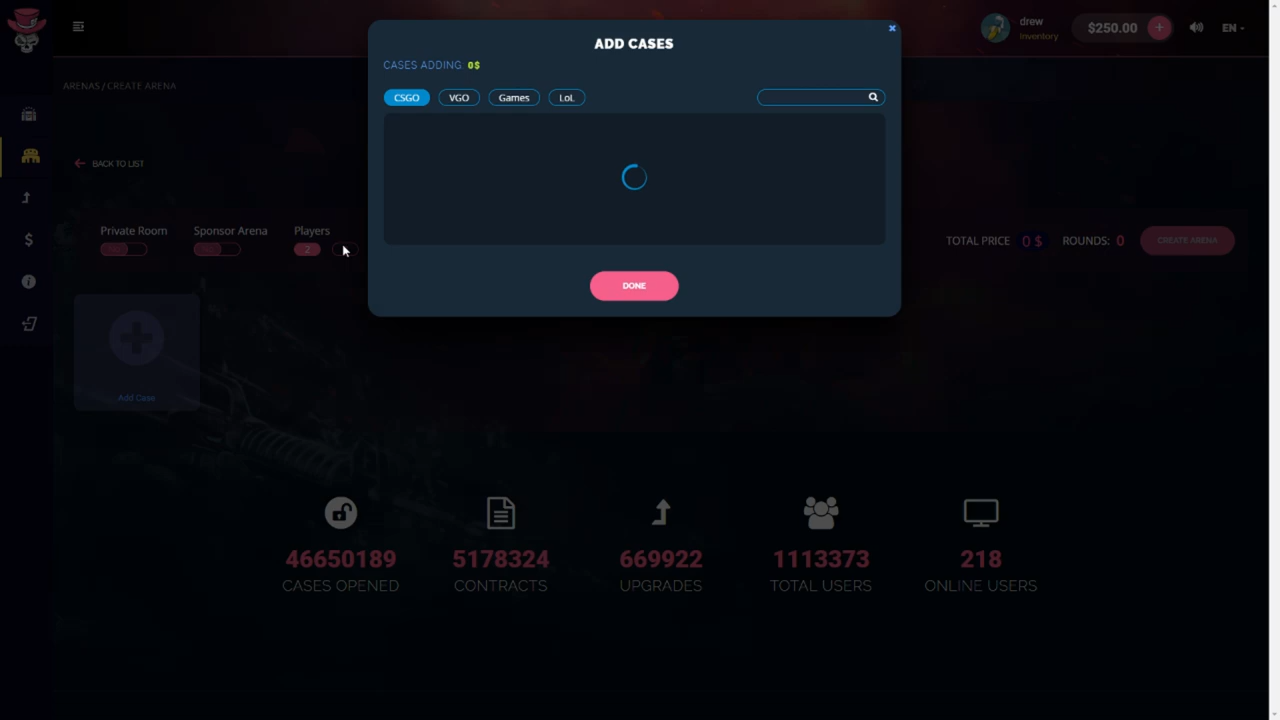 drew
Inventory
$250.00
EN
ARENAS / CREATE ARENA
BACK TO LIST
ADD CASES
CASES ADDING 0$
CSGO VGO Games LoL
DONE
Private Room Sponsor Arena Players
2
TOTAL PRICE 0 $ ROUNDS: 0 CREATE ARENA
Add Case
46650189 5178324 669922 1113373 218
CASES OPENED CONTRACTS UPGRADES TOTAL USERS ONLINE USERS